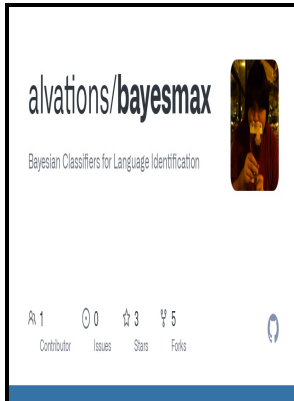 alvations/bayesmax
Bayesian Classifiers for Language Identification
1 0 3 5
Contributor Issues Stars Forks